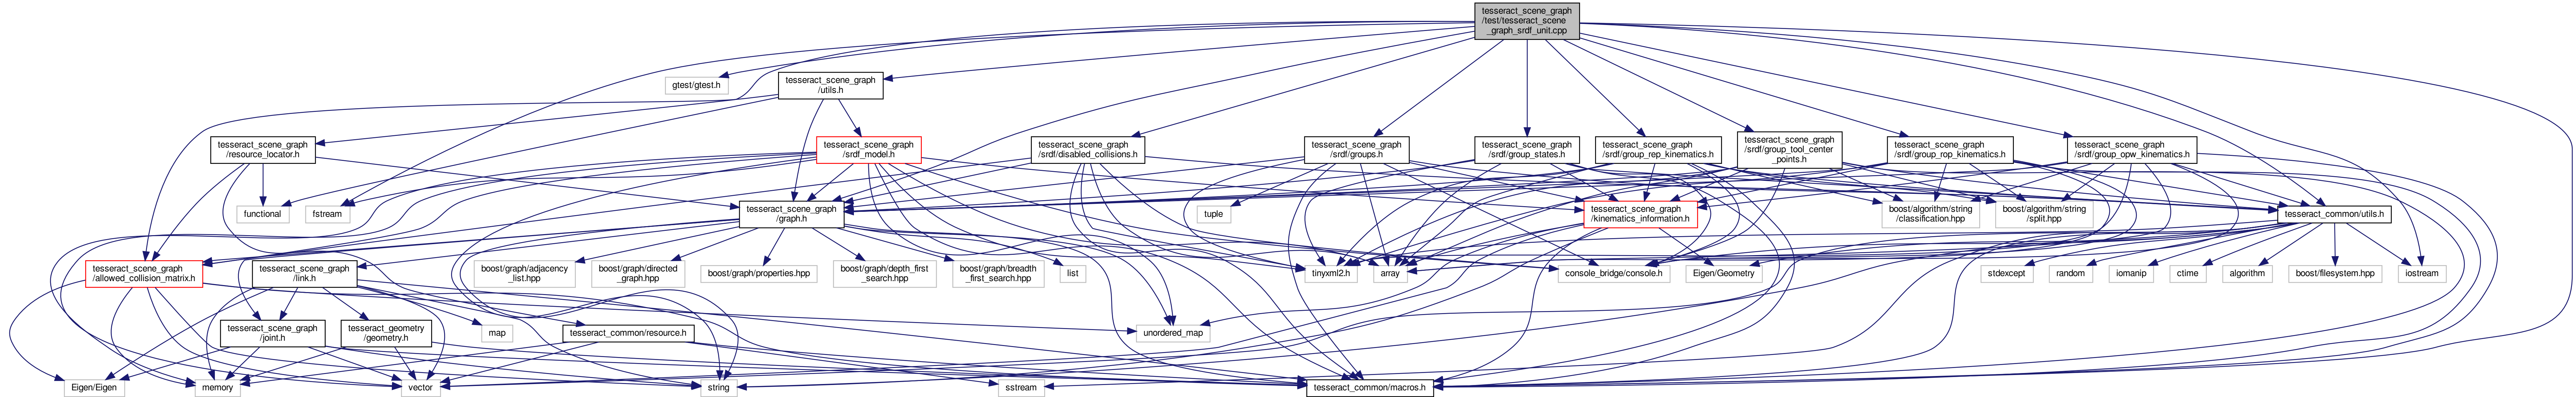 tesseract_scene_graph
/test/tesseract_scene
_graph_srdf_unit.cpp
gtest/gtest.h
tesseract_scene_graph
/utils.h
tesseract_scene_graph
/resource_locator.h
tesseract_scene_graph
/srdf_model.h
tesseract_scene_graph
/srdf/disabled_collisions.h
tesseract_scene_graph
/srdf/groups.h
tesseract_scene_graph
/srdf/group_states.h
tesseract_scene_graph
/srdf/group_rep_kinematics.h
tesseract_scene_graph
/srdf/group_tool_center
_points.h
tesseract_scene_graph
/srdf/group_rop_kinematics.h
tesseract_scene_graph
/srdf/group_opw_kinematics.h
functional
fstream
tesseract_scene_graph
/graph.h
tuple
tesseract_scene_graph
/kinematics_information.h
boost/algorithm/string
/classification.hpp
boost/algorithm/string
/split.hpp
tesseract_common/utils.h
tesseract_scene_graph
/allowed_collision_matrix.h
tesseract_scene_graph
/link.h
boost/graph/adjacency
_list.hpp
boost/graph/directed
_graph.hpp
boost/graph/properties.hpp
boost/graph/depth_first
_search.hpp
boost/graph/breadth
_first_search.hpp
list
tinyxml2.h
array
console_bridge/console.h
Eigen/Geometry
stdexcept
random
iomanip
ctime
algorithm
boost/filesystem.hpp
iostream
tesseract_scene_graph
/joint.h
tesseract_geometry
/geometry.h
map
tesseract_common/resource.h
unordered_map
Eigen/Eigen
memory
vector
string
sstream
tesseract_common/macros.h